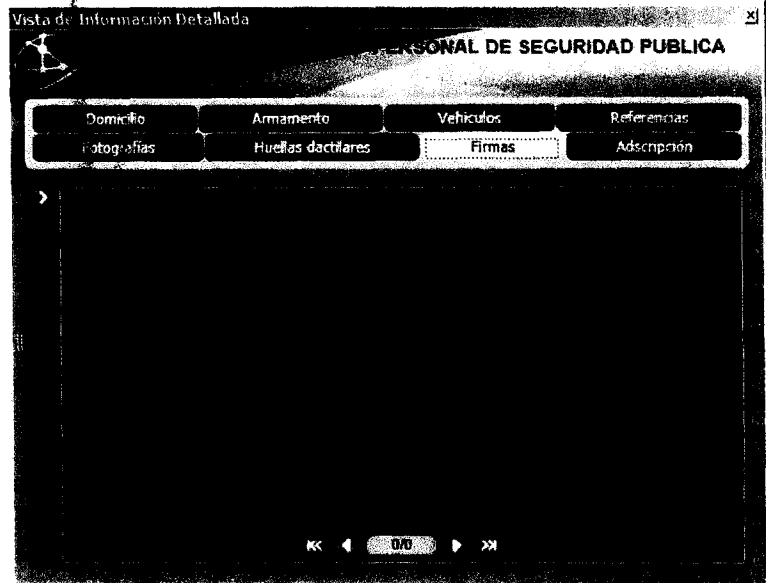 Vista de Información Detallada
PERSONAL DE SEGURIDAD PUBLICA
Domicilio Armamento Vehiculos Referencias
Fotografías Huellas dactilares Firmas Adscripción
0/0